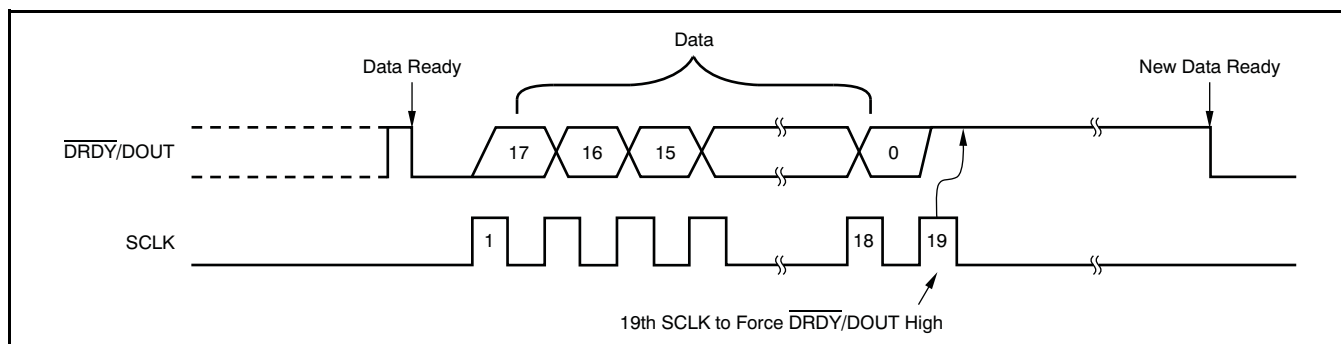 Data
Data Ready
New Data Ready
DRDY/DOUT
17 16 15 0
SCLK
1 18 19
19th SCLK to Force DRDY/DOUT High